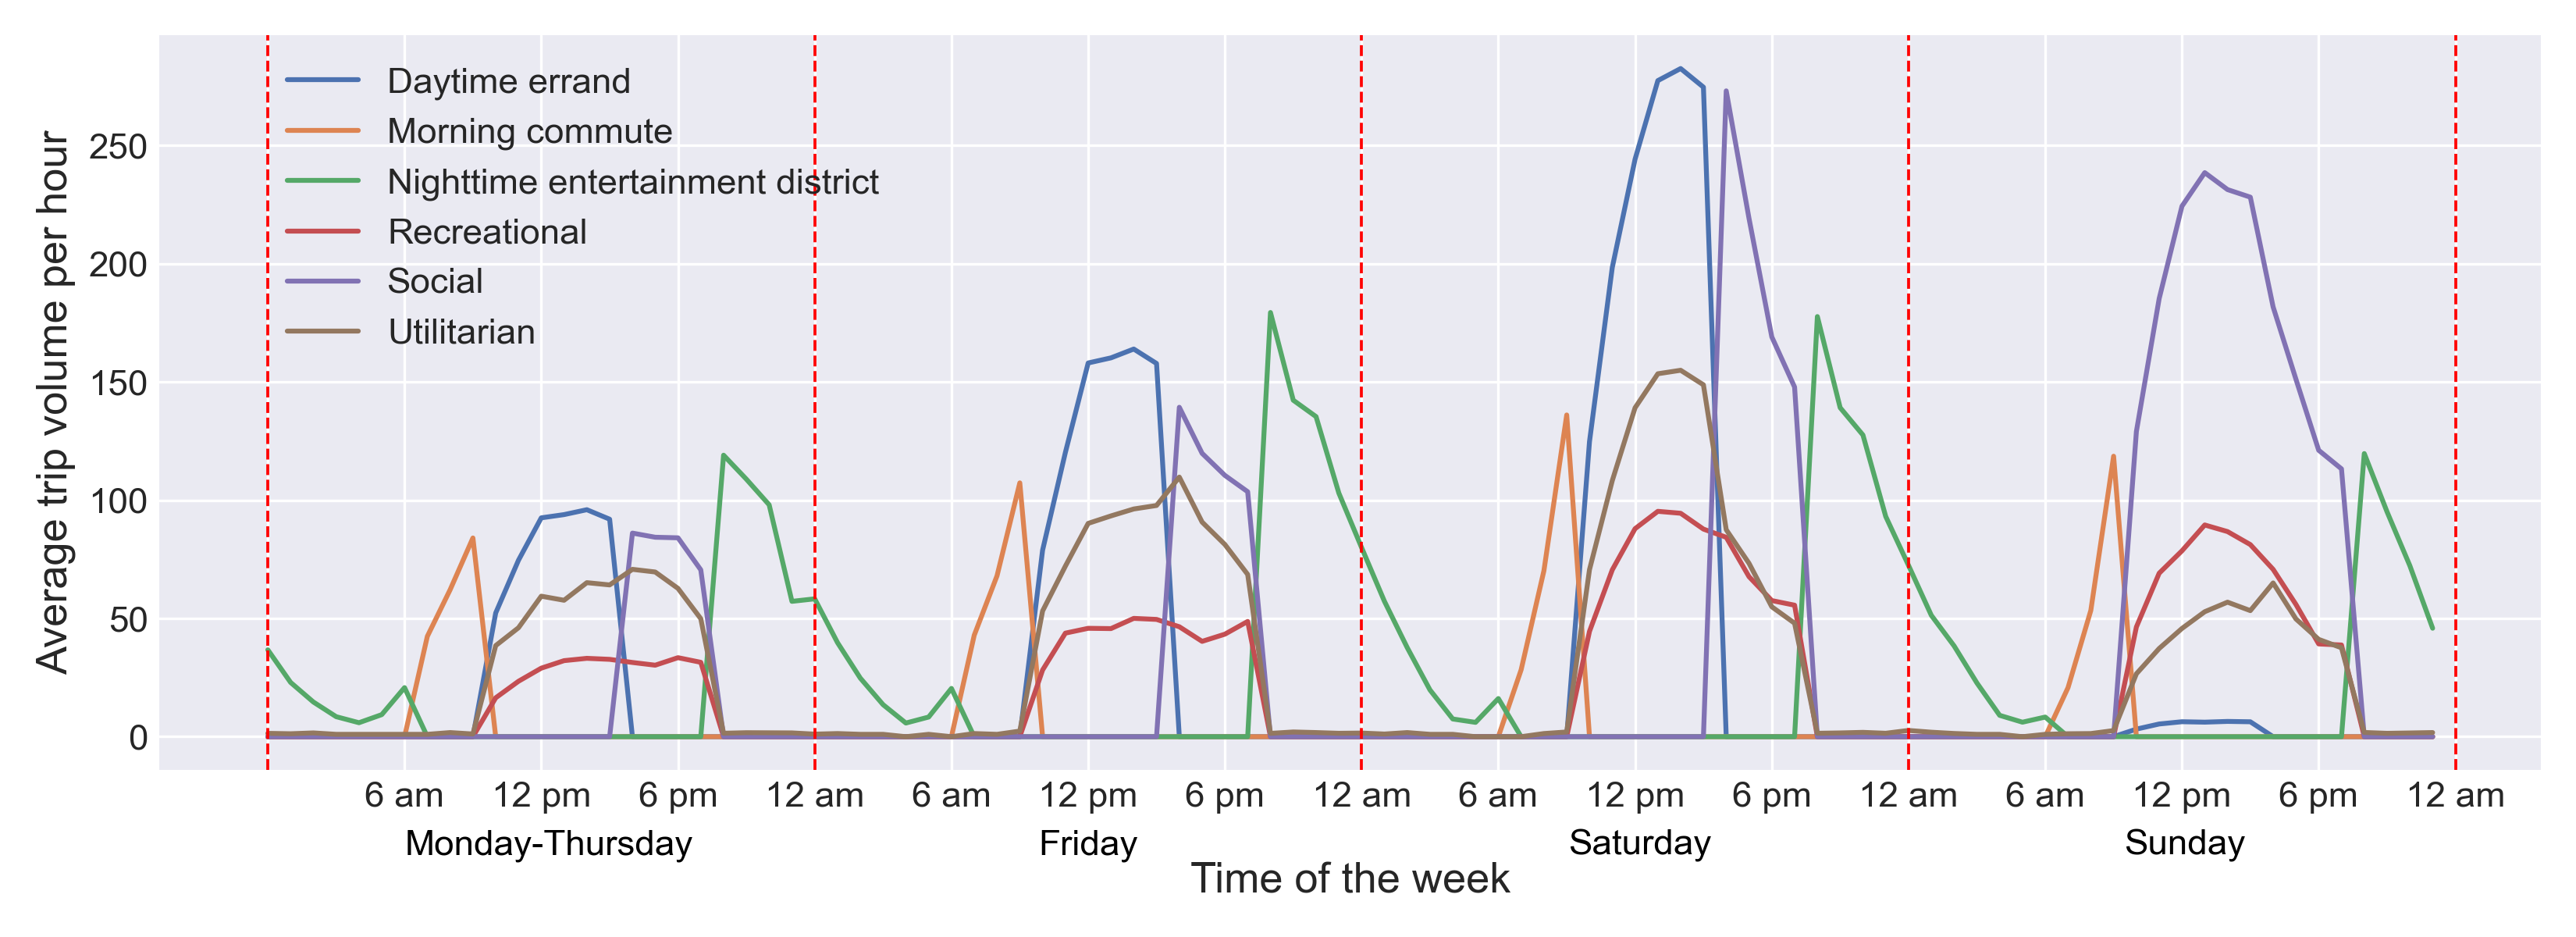 Daytime errand
Morning commute
Nighttime entertainment district
Recreational
Social
Utilitarian
Average trip volume per hour
250
200
150
100
50
0
6 am 12 pm 6 pm 12 am 6 am 12 pm 6 pm 12 am 6 am 12 pm 6 pm 12 am 6 am 12 pm 6 pm 12 am
Monday-Thursday Friday Saturday Sunday
Time of the week